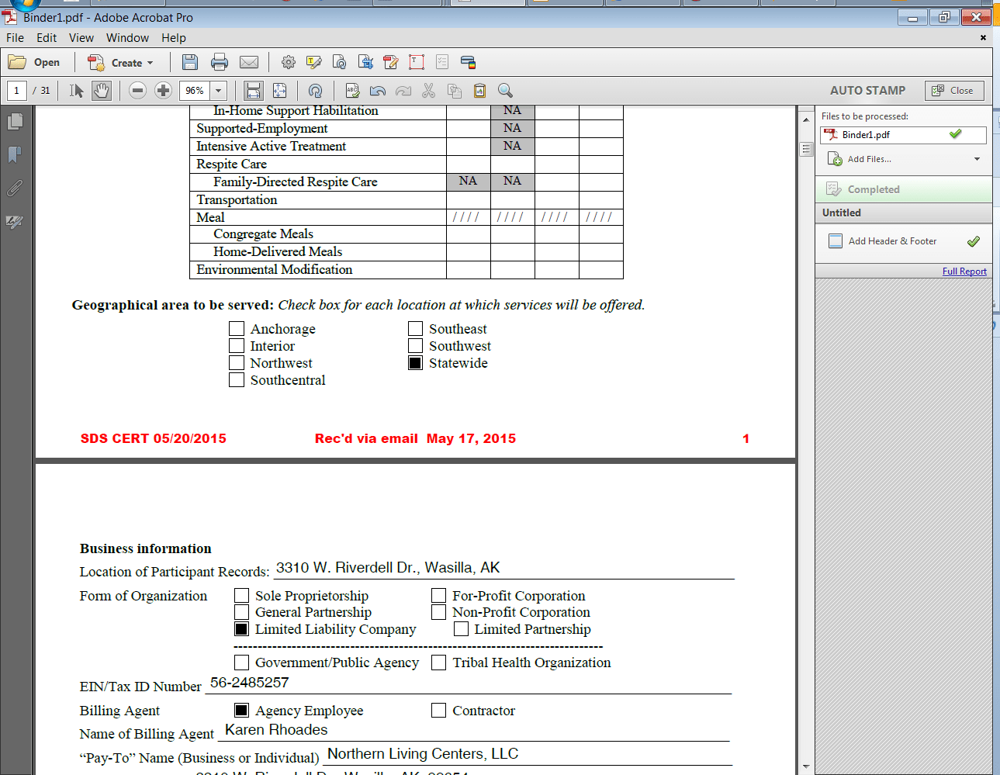 Binder1.pdf - Adobe Acrobat Pro
File Edit View Window Help
Open Create
1 / 31 96% AUTO STAMP Close
Files to be processed:
Binder1.pdf
Add Files...
Completed
Untitled
Add Header & Footer
Full Report
In-Home Support Habilitation NA
Supported-Employment NA
Intensive Active Treatment NA
Respite Care
Family-Directed Respite Care NA NA
Transportation
Meal //// //// //// ////
Congregate Meals
Home-Delivered Meals
Environmental Modification
Geographical area to be served: Check box for each location at which services will be offered.
Anchorage Southeast
Interior Southwest
Northwest Statewide
Southcentral
SDS CERT 05/20/2015 Rec'd via email May 17, 2015 1
Business information
Location of Participant Records: 3310 W. Riverdell Dr., Wasilla, AK
Form of Organization Sole Proprietorship For-Profit Corporation
General Partnership Non-Profit Corporation
Limited Liability Company Limited Partnership
Government/Public Agency Tribal Health Organization
EIN/Tax ID Number 56-2485257
Billing Agent Agency Employee Contractor
Name of Billing Agent Karen Rhoades
“Pay-To” Name (Business or Individual) Northern Living Centers, LLC